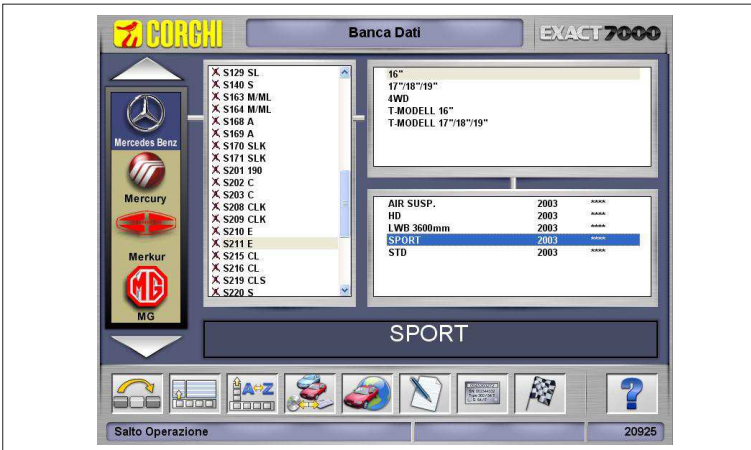 CORGHI
Banca Dati
EXACT7000
Mercedes Benz
Mercury
Merkur
MG
MG
X S129 SL
X S140 S
X S163 M/ML
X S164 M/ML
X S168 A
X S169 A
X S170 SLK
X S171 SLK
X S201 190
X S202 C
X S203 C
X S208 CLK
X S209 CLK
X S210 E
X S211 E
X S215 CL
X S216 CL
X S219 CLS
X S220 S
16"
17"/18"/19"
4WD
T-MODELL 16"
T-MODELL 17"/18"/19"
AIR SUSP. 2003 ****
HD 2003 ****
LWB 3600mm 2003 ****
SPORT 2003 ****
STD 2003 ****
SPORT
A Z
?
Salto Operazione
20925